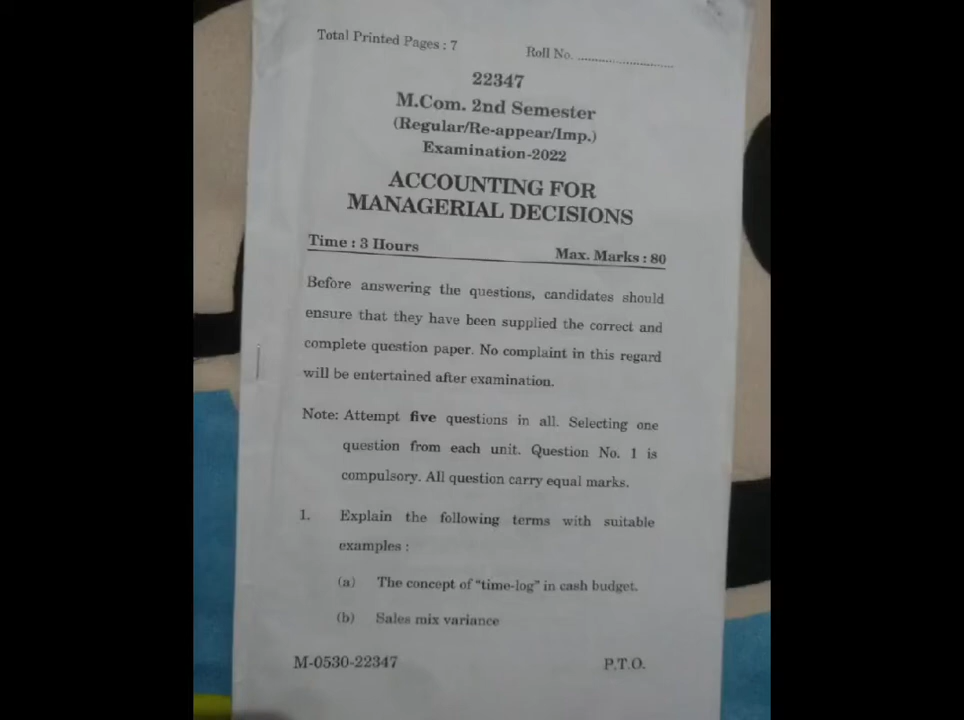 Total Printed Pages : 7
Roll No. ........................
22347
M.Com. 2nd Semester
(Regular/Re-appear/Imp.)
Examination-2022
ACCOUNTING FOR
MANAGERIAL DECISIONS
Time : 3 Hours
Max. Marks : 80
Before answering the questions, candidates should
ensure that they have been supplied the correct and
complete question paper. No complaint in this regard
will be entertained after examination.
Note: Attempt five questions in all. Selecting one
question from each unit. Question No. 1 is
compulsory. All question carry equal marks.
1. Explain the following terms with suitable
examples :
(a) The concept of "time-log" in cash budget.
(b) Sales mix variance
M-0530-22347
P.T.O.